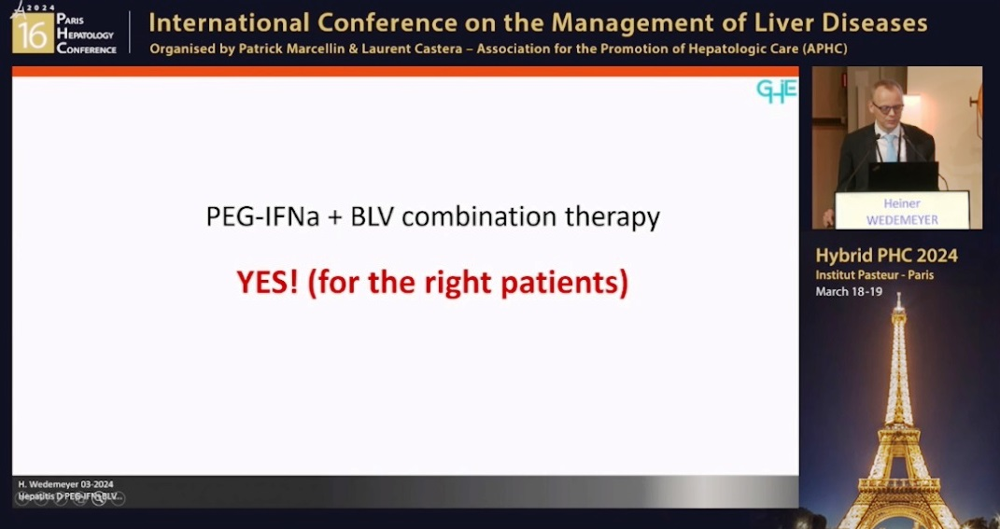 2024
16
PARIS
HEPATOLOGY
CONFERENCE
International Conference on the Management of Liver Diseases
Organised by Patrick Marcellin & Laurent Castera – Association for the Promotion of Hepatologic Care (APHC)
GHIE
PEG-IFNa + BLV combination therapy
YES! (for the right patients)
Heiner
WEDEMEYER
Hybrid PHC 2024
Institut Pasteur - Paris
March 18-19
H. Wedemeyer 03-2024
Hepatitis D PEG-IFN+BLV...